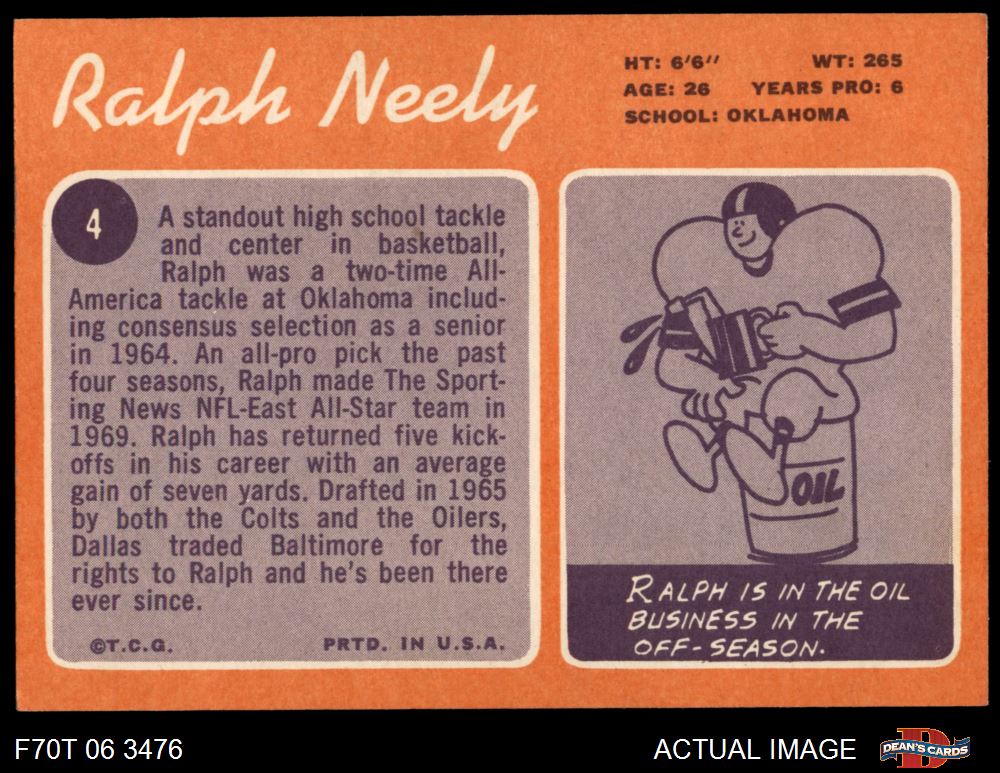 Ralph Neely
HT: 6'6'' WT: 265
AGE: 26 YEARS PRO: 6
SCHOOL: OKLAHOMA
4
A standout high school tackle
and center in basketball,
Ralph was a two-time All-
America tackle at Oklahoma includ-
ing consensus selection as a senior
in 1964. An all-pro pick the past
four seasons, Ralph made The Sport-
ing News NFL-East All-Star team in
1969. Ralph has returned five kick-
offs in his career with an average
gain of seven yards. Drafted in 1965
by both the Colts and the Oilers,
Dallas traded Baltimore for the
rights to Ralph and he's been there
ever since.
©T.C.G. PRTD. IN U.S.A.
OIL
RALPH IS IN THE OIL
BUSINESS IN THE
OFF-SEASON.
F70T 06 3476
ACTUAL IMAGE
DEAN'S CARDS